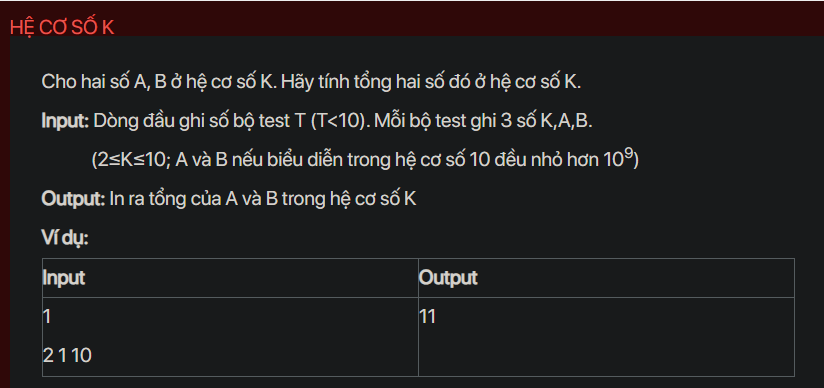 HỆ CƠ SỐ K
Cho hai số A, B ở hệ cơ số K. Hãy tính tổng hai số đó ở hệ cơ số K.
Input: Dòng đầu ghi số bộ test T (T<10). Mỗi bộ test ghi 3 số K,A,B.
(2≤K≤10; A và B nếu biểu diễn trong hệ cơ số 10 đều nhỏ hơn 10⁹)
Output: In ra tổng của A và B trong hệ cơ số K
Ví dụ:
Input Output
1 11
2 1 10